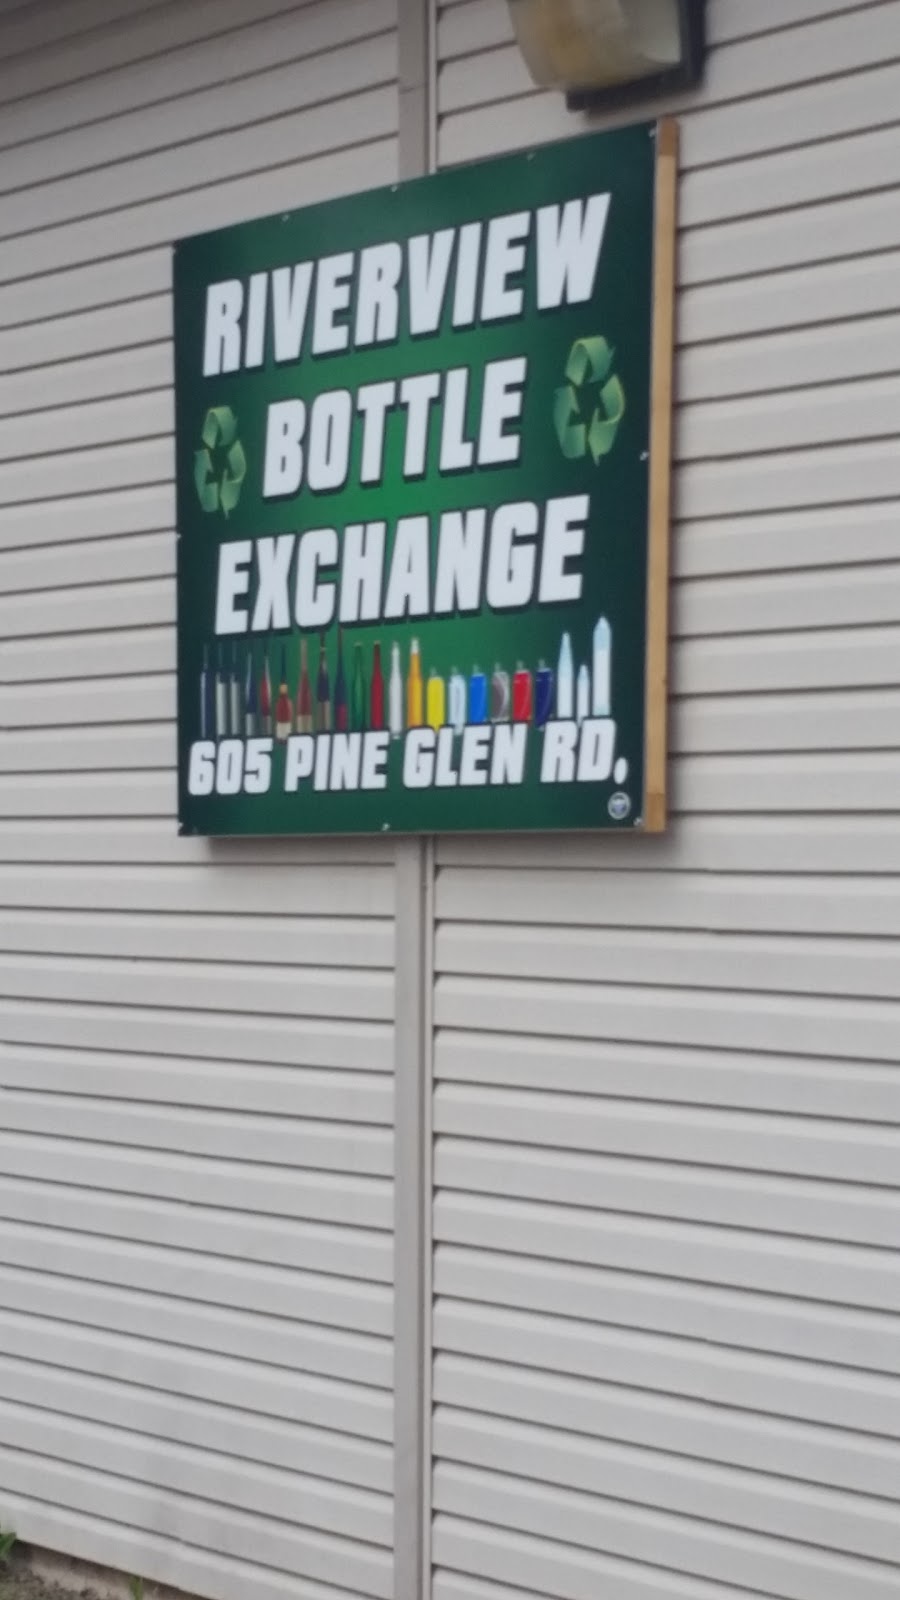 RIVERVIEW
BOTTLE
EXCHANGE
605 PINE GLEN RD,